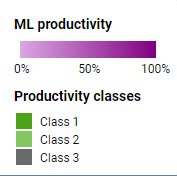 ML productivity
0% 50% 100%
Productivity classes
Class 1
Class 2
Class 3